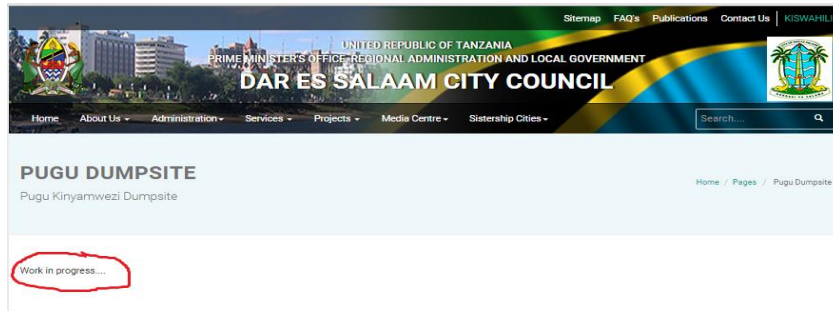 Sitemap FAQ's Publications Contact Us KISWAHILI
UNITED REPUBLIC OF TANZANIA
PRIME MINISTER'S OFFICE REGIONAL ADMINISTRATION AND LOCAL GOVERNMENT
DAR ES SALAAM CITY COUNCIL
Home About Us Administration Services Projects Media Centre Sistership Cities Search....
PUGU DUMPSITE
Pugu Kinyamwezi Dumpsite
Home / Pages / Pugu Dumpsite
Work in progress....